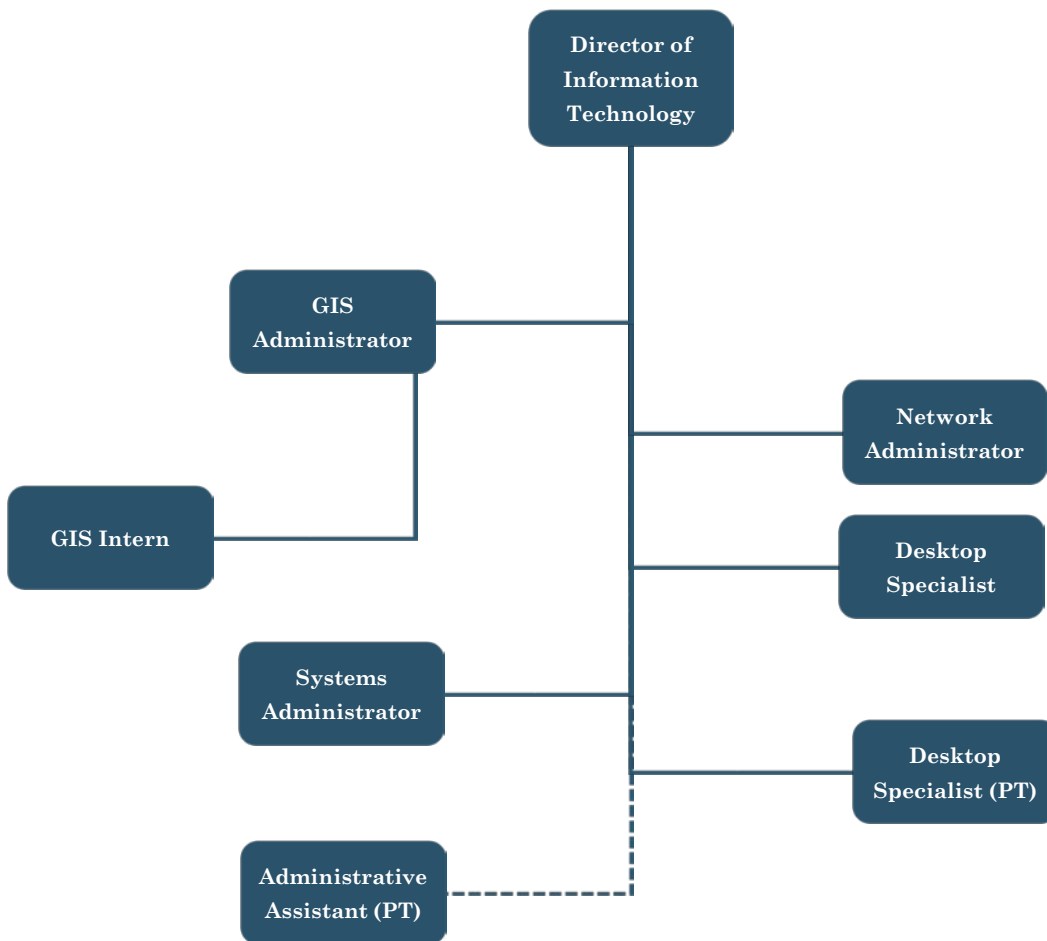 Director of
Information
Technology
GIS
Administrator
Network
Administrator
GIS Intern
Desktop
Specialist
Systems
Administrator
Desktop
Specialist (PT)
Administrative
Assistant (PT)